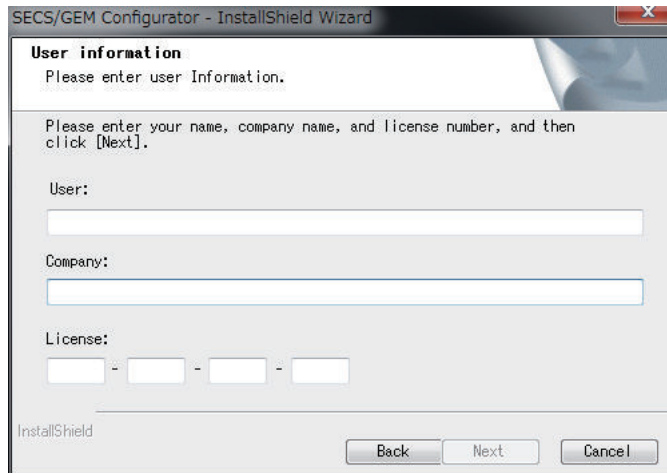 SECS/GEM Configurator - InstallShield Wizard
User information
Please enter user Information.
Please enter your name, company name, and license number, and then
click [Next].
User:
Company:
License:
- - -
InstallShield
Back Next Cancel